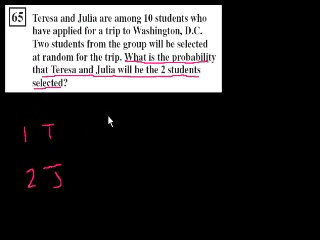 65 Teresa and Julia are among 10 students who
have applied for a trip to Washington, D.C.
Two students from the group will be selected
at random for the trip. What is the probability
that Teresa and Julia will be the 2 students
selected?
1 T
2 J